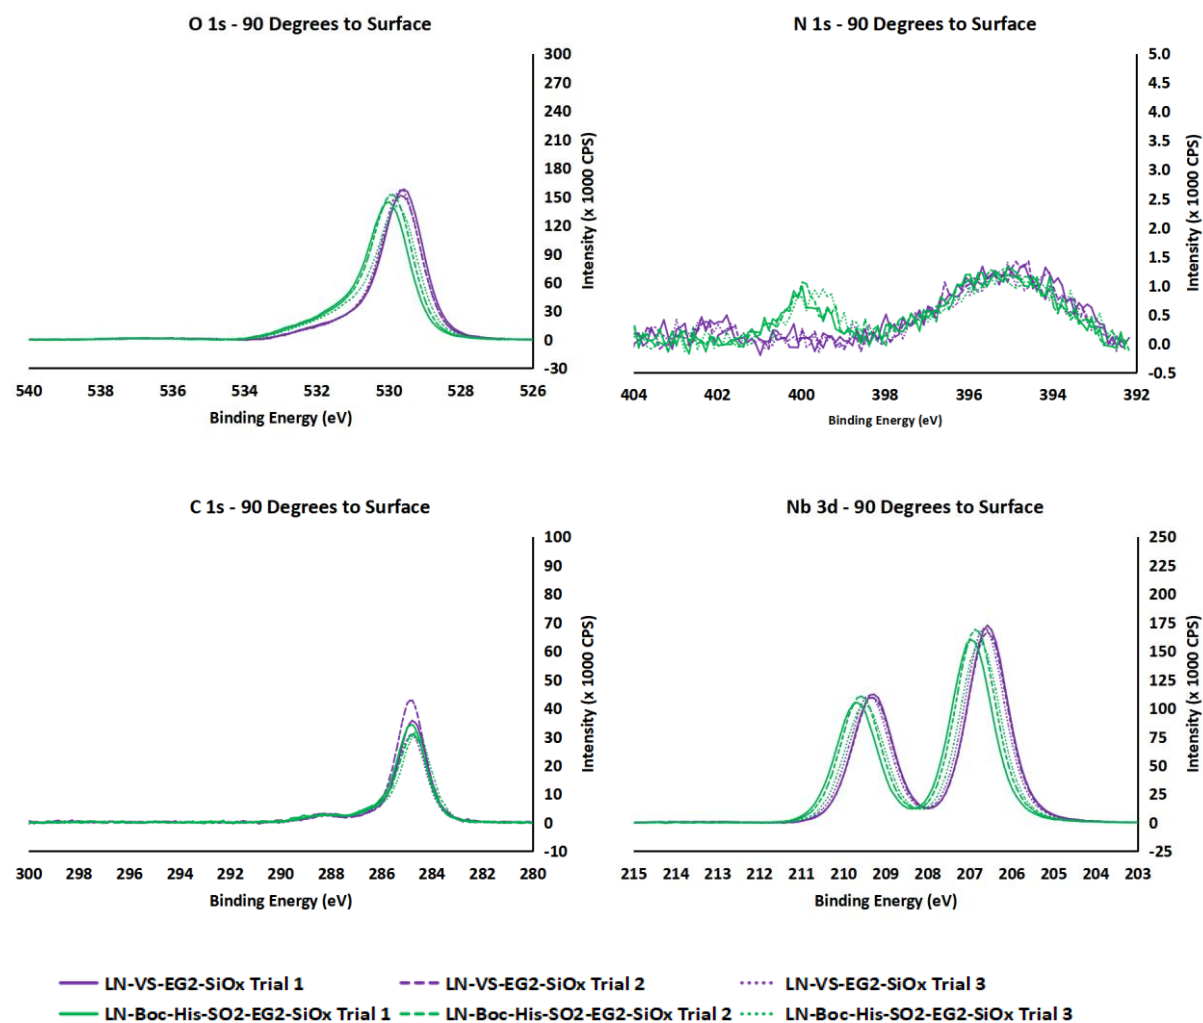 O 1s - 90 Degrees to Surface
300
270
240
210
180
150
120
90
60
30
0
-30
Intensity (x 1000 CPS)
540 538 536 534 532 530 528 526
Binding Energy (eV)
N 1s - 90 Degrees to Surface
5.0
4.5
4.0
3.5
3.0
2.5
2.0
1.5
1.0
0.5
0.0
-0.5
Intensity (x 1000 CPS)
404 402 400 398 396 394 392
Binding Energy (eV)
C 1s - 90 Degrees to Surface
100
90
80
70
60
50
40
30
20
10
0
-10
Intensity (x 1000 CPS)
300 298 296 294 292 290 288 286 284 282 280
Binding Energy (eV)
Nb 3d - 90 Degrees to Surface
250
225
200
175
150
125
100
75
50
25
0
-25
Intensity (x 1000 CPS)
215 214 213 212 211 210 209 208 207 206 205 204 203
Binding Energy (eV)
LN-VS-EG2-SiOx Trial 1 LN-VS-EG2-SiOx Trial 2 LN-VS-EG2-SiOx Trial 3
LN-Boc-His-SO2-EG2-SiOx Trial 1 LN-Boc-His-SO2-EG2-SiOx Trial 2 LN-Boc-His-SO2-EG2-SiOx Trial 3